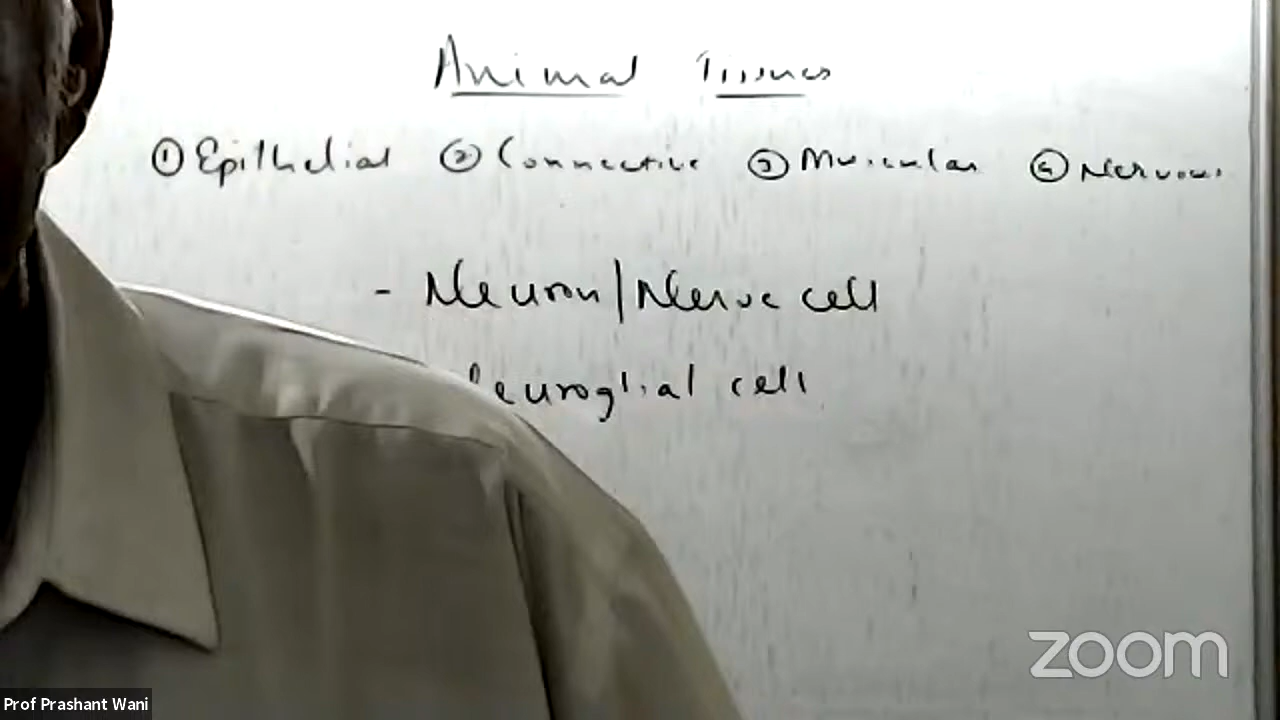 Animal Tissues
① Epithelial ② Connective ③ Muscular ④ Nervous
- Neuron/Nerve cell
euroglial cell
zoom
Prof Prashant Wani